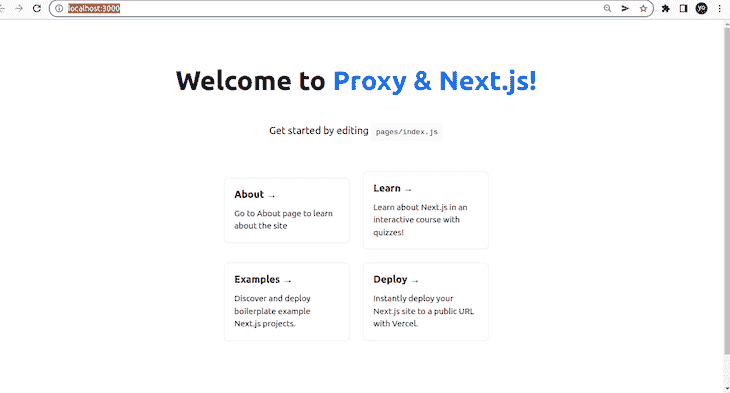 localhost:3000
yo
Welcome to Proxy & Next.js!
Get started by editing pages/index.js
About →
Go to About page to learn
about the site
Learn →
Learn about Next.js in an
interactive course with
quizzes!
Examples →
Discover and deploy
boilerplate example
Next.js projects.
Deploy →
Instantly deploy your
Next.js site to a public URL
with Vercel.